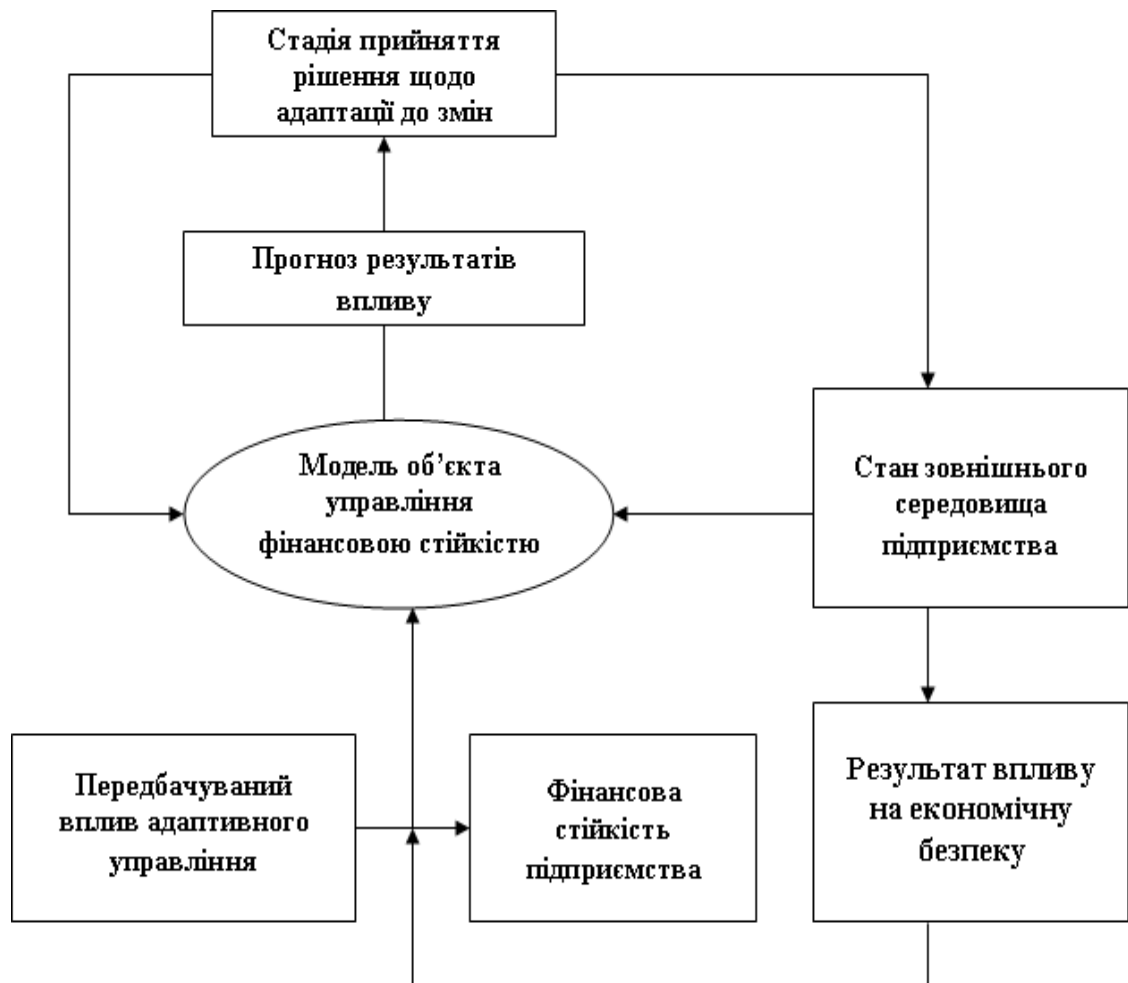 Стадія прийняття
рішення щодо
адаптації до змін
Прогноз результатів
впливу
Модель об’єкта
управління
фінансовою стійкістю
Стан зовнішнього
середовища
підприємства
Передбачуваний
вплив адаптивного
управління
Фінансова
стійкість
підприємства
Результат впливу
на економічну
безпеку